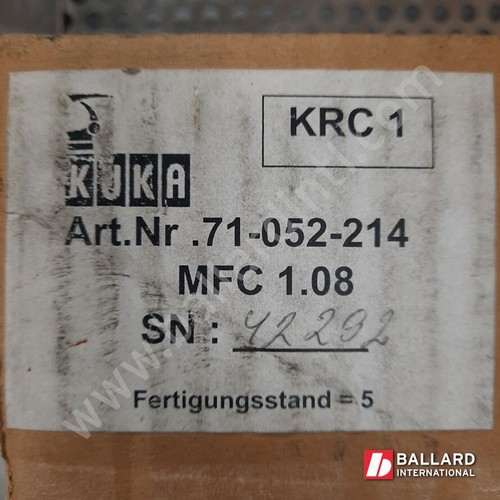 KRC 1
KUKA
Art.Nr .71-052-214
MFC 1.08
SN : 42292
Fertigungsstand = 5
BALLARD
INTERNATIONAL